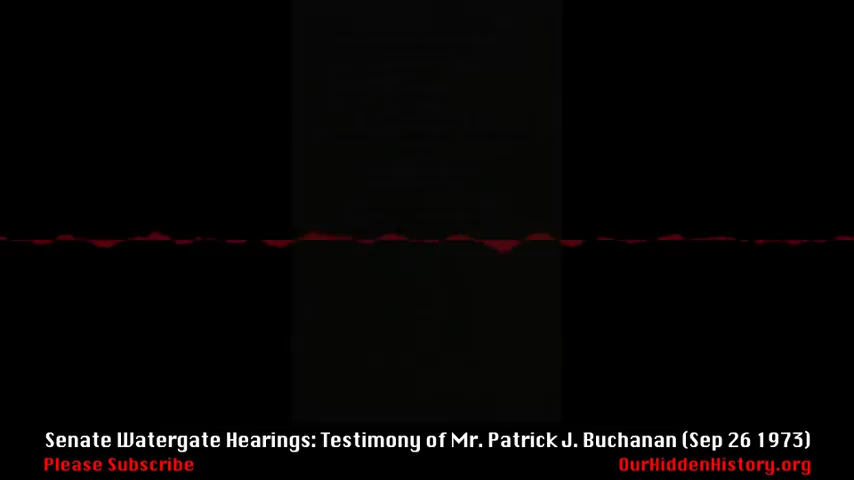 Senate Watergate Hearings: Testimony of Mr. Patrick J. Buchanan (Sep 26 1973)
Please Subscribe
OurHiddenHistory.org